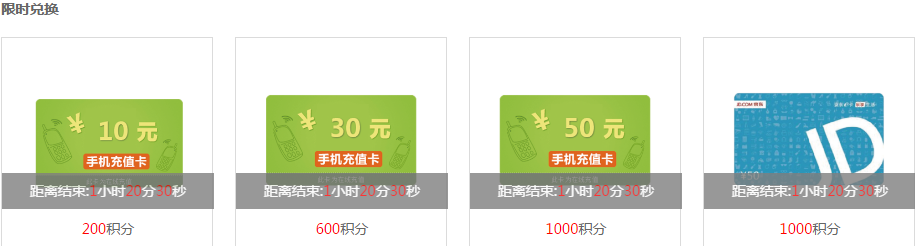 限时兑换
¥ 10 元
手机充值卡
距离结束: 1小时20分30秒
200积分
¥ 30 元
手机充值卡
距离结束: 1小时20分30秒
600积分
¥ 50 元
手机充值卡
距离结束: 1小时20分30秒
1000积分
JD.COM 京东
JD
¥50
距离结束: 1小时20分30秒
1000积分